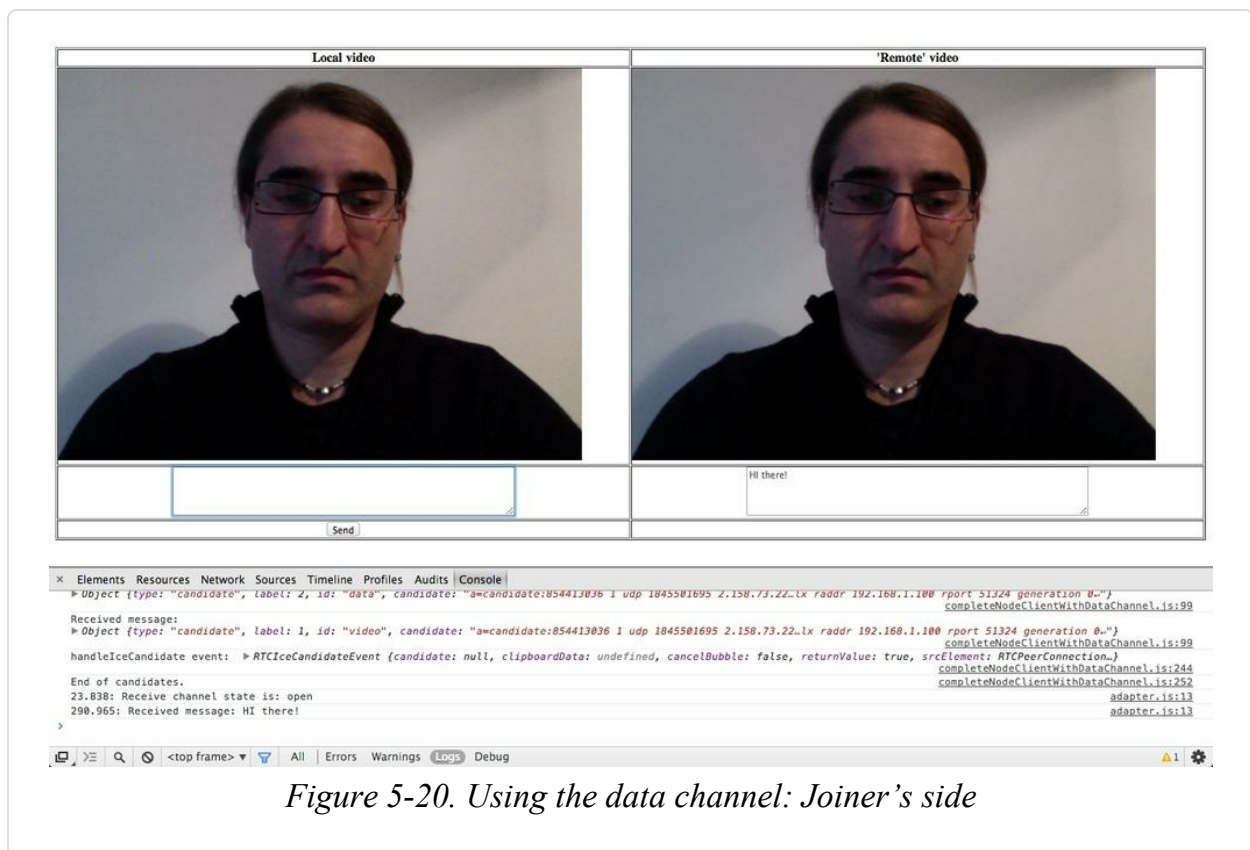 Local video
'Remote' video
HI there!
Send
× Elements Resources Network Sources Timeline Profiles Audits Console
▶ Object {type: "candidate", label: 2, id: "data", candidate: "a=candidate:854413036 1 udp 1845501695 2.158.73.22…lx raddr 192.168.1.100 rport 51324 generation 0↵"}
completeNodeClientWithDataChannel.js:99
Received message:
▶ Object {type: "candidate", label: 1, id: "video", candidate: "a=candidate:854413036 1 udp 1845501695 2.158.73.22…lx raddr 192.168.1.100 rport 51324 generation 0↵"}
completeNodeClientWithDataChannel.js:99
handleIceCandidate event: ▶ RTCIceCandidateEvent {candidate: null, clipboardData: undefined, cancelBubble: false, returnValue: true, srcElement: RTCPeerConnection…}
completeNodeClientWithDataChannel.js:244
End of candidates. completeNodeClientWithDataChannel.js:252
23.838: Receive channel state is: open adapter.js:13
290.965: Received message: HI there! adapter.js:13
>
<top frame> ▼ All | Errors Warnings Logs Debug 1
Figure 5-20. Using the data channel: Joiner’s side